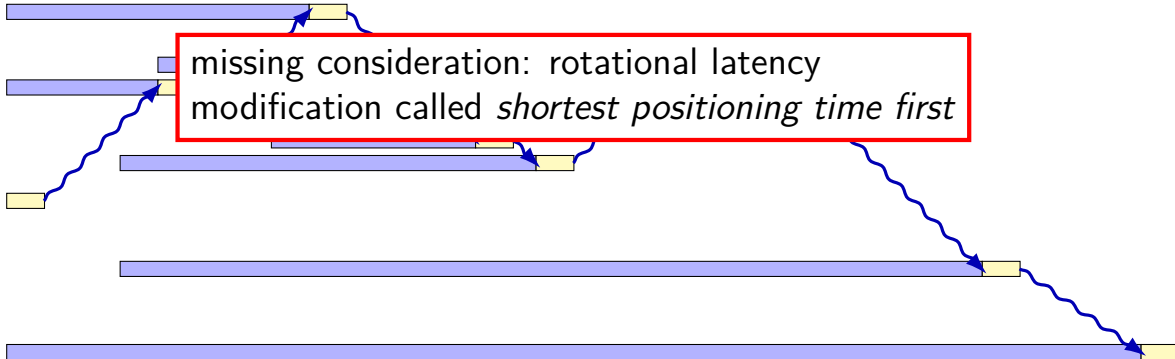 missing consideration: rotational latency
modification called shortest positioning time first